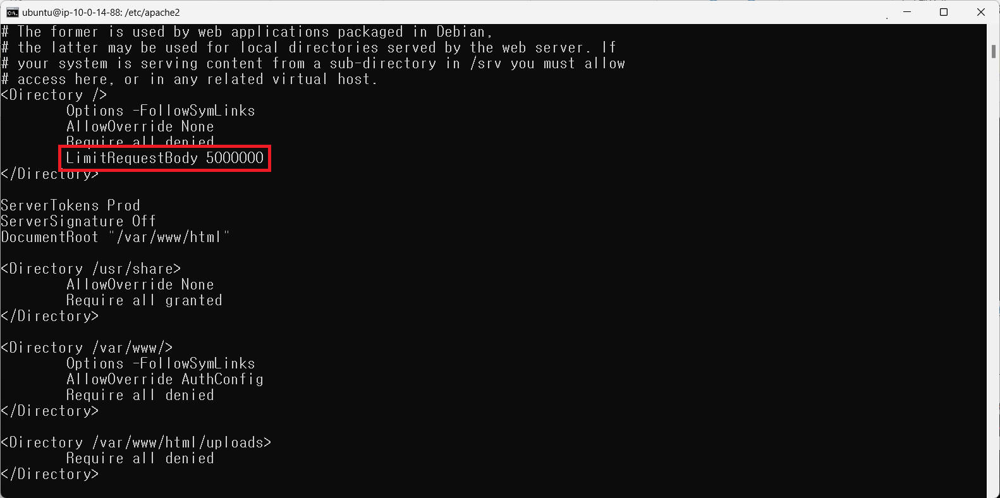 ubuntu@ip-10-0-14-88: /etc/apache2
# The former is used by web applications packaged in Debian,
# the latter may be used for local directories served by the web server. If
# your system is serving content from a sub-directory in /srv you must allow
# access here, or in any related virtual host.
<Directory />
        Options -FollowSymLinks
        AllowOverride None
        Require all denied
        LimitRequestBody 5000000
</Directory>

ServerTokens Prod
ServerSignature Off
DocumentRoot "/var/www/html"

<Directory /usr/share>
        AllowOverride None
        Require all granted
</Directory>

<Directory /var/www/>
        Options -FollowSymLinks
        AllowOverride AuthConfig
        Require all denied
</Directory>

<Directory /var/www/html/uploads>
        Require all denied
</Directory>